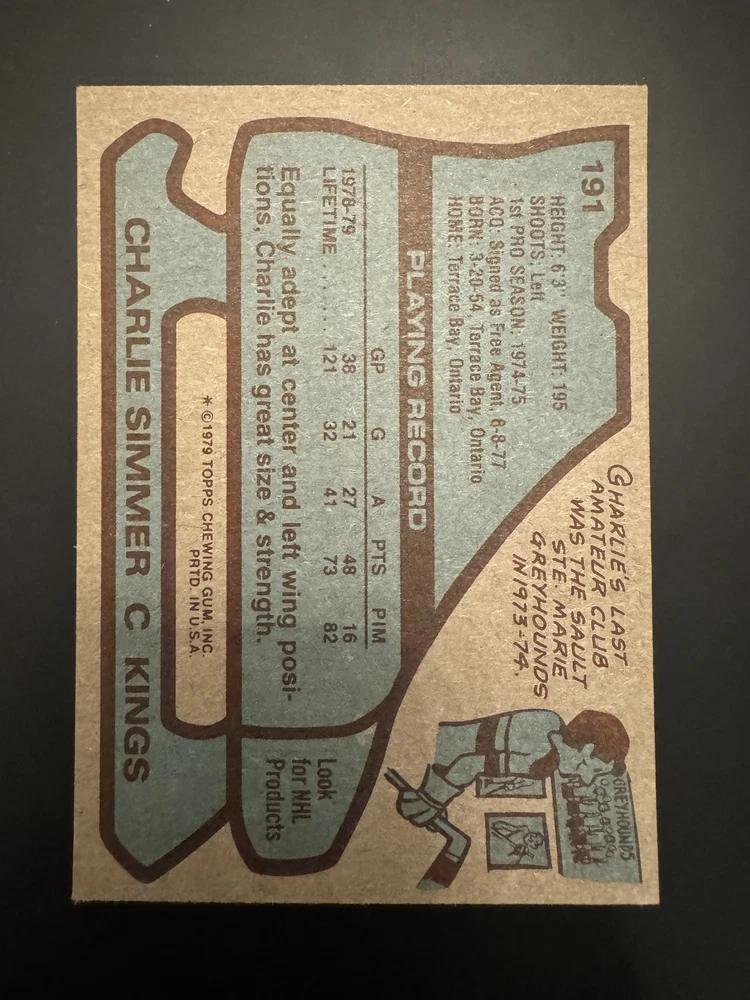 191
HEIGHT: 6'3" WEIGHT: 195
SHOOTS: Left
1st PRO SEASON: 1974-75
ACQ: Signed as Free Agent, 6-8-77
BORN: 3-20-54, Terrace Bay, Ontario
HOME: Terrace Bay, Ontario
CHARLIE'S LAST
AMATEUR CLUB
WAS THE SAULT
STE. MARIE
GREYHOUNDS
IN 1973-74.
GREYHOUNDS
PLAYING RECORD
GP G A PTS PIM
1978-79 38 21 27 48 16
LIFETIME . . . . . . 121 32 41 73 82
Equally adept at center and left wing posi-
tions, Charlie has great size & strength.
Look
for NHL
Products
* ©1979 TOPPS CHEWING GUM, INC.
PRTD. IN U.S.A.
CHARLIE SIMMER C KINGS